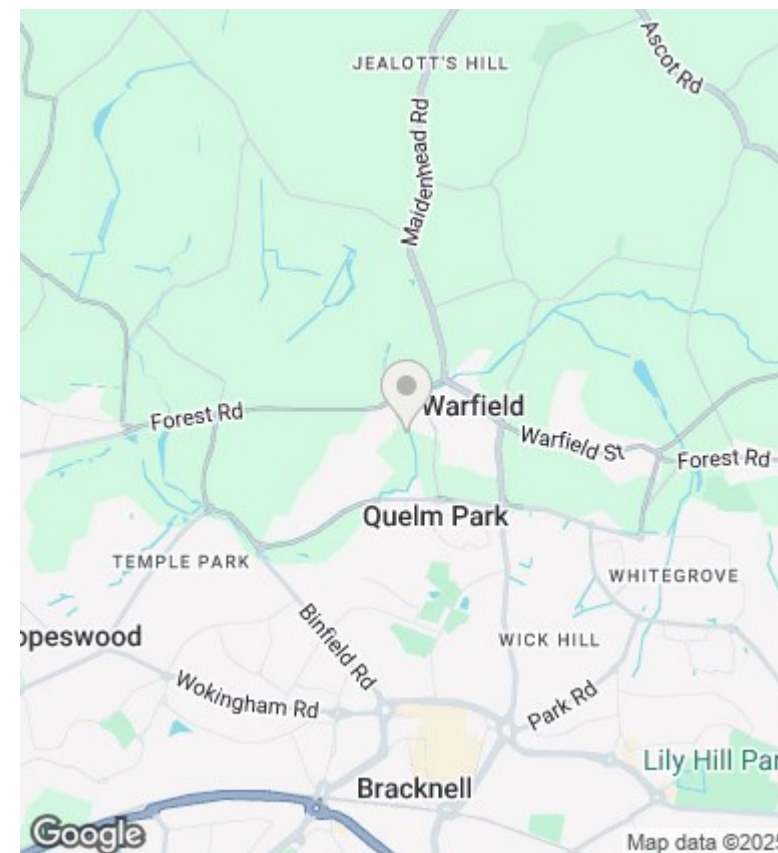 JEALOTT'S HILL
Ascot Rd
Maidenhead Rd
Warfield
Forest Rd
Warfield St
Forest Rd
Quelm Park
TEMPLE PARK
WHITEGROVE
Binfield Rd
opeswood
WICK HILL
Wokingham Rd
Park Rd
Lily Hill Par
Bracknell
Google
Map data ©2025